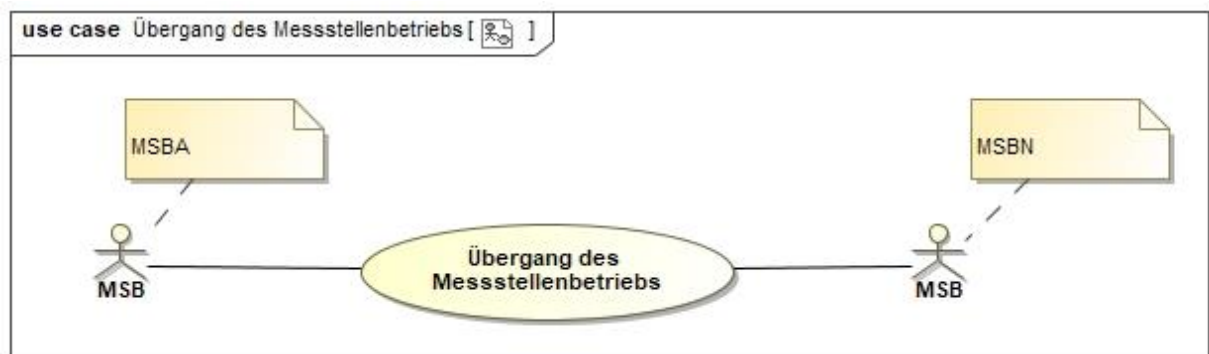 use case Übergang des Messstellenbetriebs [ ]
MSBA
MSBN
Übergang des
Messstellenbetriebs
MSB
MSB